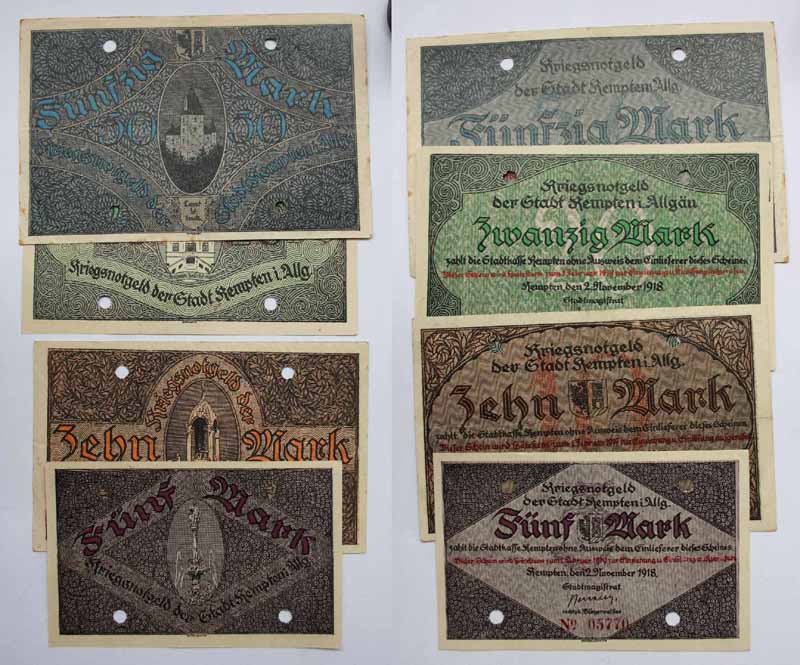 Fünfzig Mark
50 50
Kriegsnotgeld der Stadt Kempten i. Allg.
Kriegsnotgeld der Stadt Kempten i. Allg.
Kriegsnotgeld der
Zehn Mark
Fünf Mark
Kriegsnotgeld der Stadt Kempten i. Allg.
Kriegsnotgeld
der Stadt Kempten i. Allg.
Fünfzig Mark
Kriegsnotgeld
der Stadt Kempten i. Allgäu
Zwanzig Mark
zahlt die Stadtkasse Kempten ohne Ausweis dem Einlieferer dieses Scheines.
Kempten, den 2. November 1918.
Stadtmagistrat
Kriegsnotgeld
der Stadt Kempten i. Allg.
Zehn Mark
zahlt die Stadtkasse Kempten ohne Ausweis dem Einlieferer dieses Scheines.
Kriegsnotgeld
der Stadt Kempten i. Allg.
Fünf Mark
zahlt die Stadtkasse Kempten ohne Ausweis dem Einlieferer dieses Scheines.
Kempten, den 2. November 1918.
Stadtmagistrat
Bürgermeister
No 05770